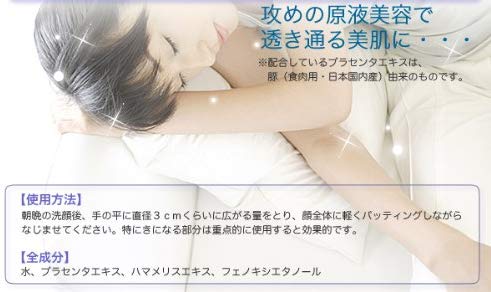 攻めの原液美容で
透き通る美肌に・・・
※配合しているプラセンタエキスは、
豚（食肉用・日本国内産）由来のものです。
【使用方法】
朝晩の洗顔後、手の平に直径３ｃｍくらいに広がる量をとり、顔全体に軽くパッティングしながら
なじませてください。特にきになる部分は重点的に使用すると効果的です。
【全成分】
水、プラセンタエキス、ハマメリスエキス、フェノキシエタノール